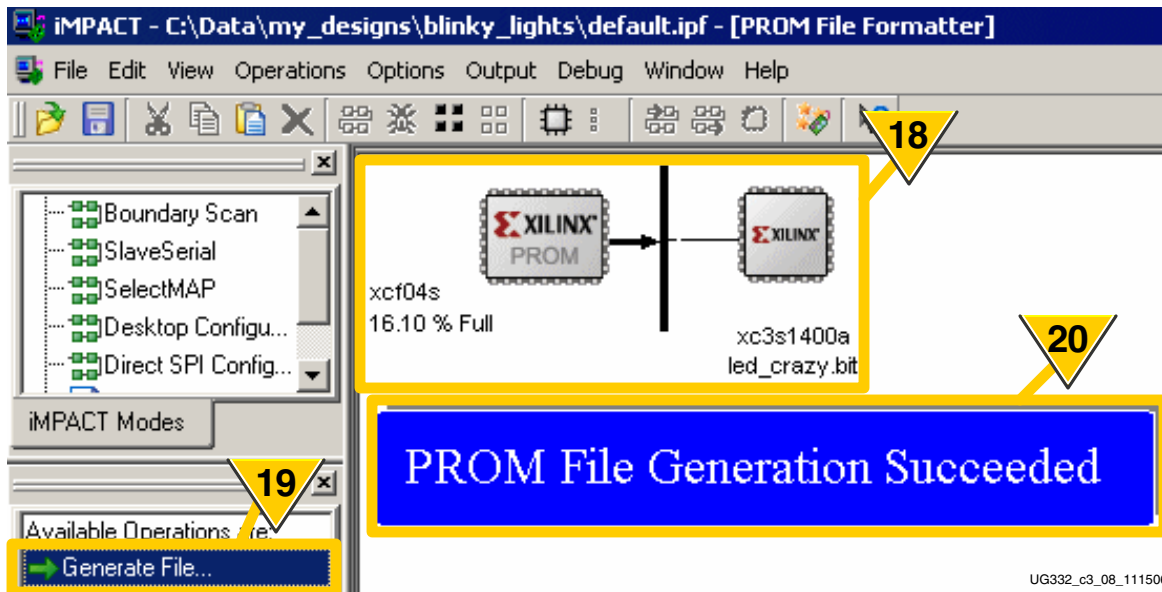 iMPACT - C:\Data\my_designs\blinky_lights\default.ipf - [PROM File Formatter]
File Edit View Operations Options Output Debug Window Help
18
Boundary Scan
SlaveSerial
SelectMAP
Desktop Configu...
Direct SPI Config...
iMPACT Modes
XILINX
PROM
XILINX
xcf04s
16.10 % Full
xc3s1400a
led_crazy.bit
20
PROM File Generation Succeeded
19
Available Operations are:
Generate File...
UG332_c3_08_111506